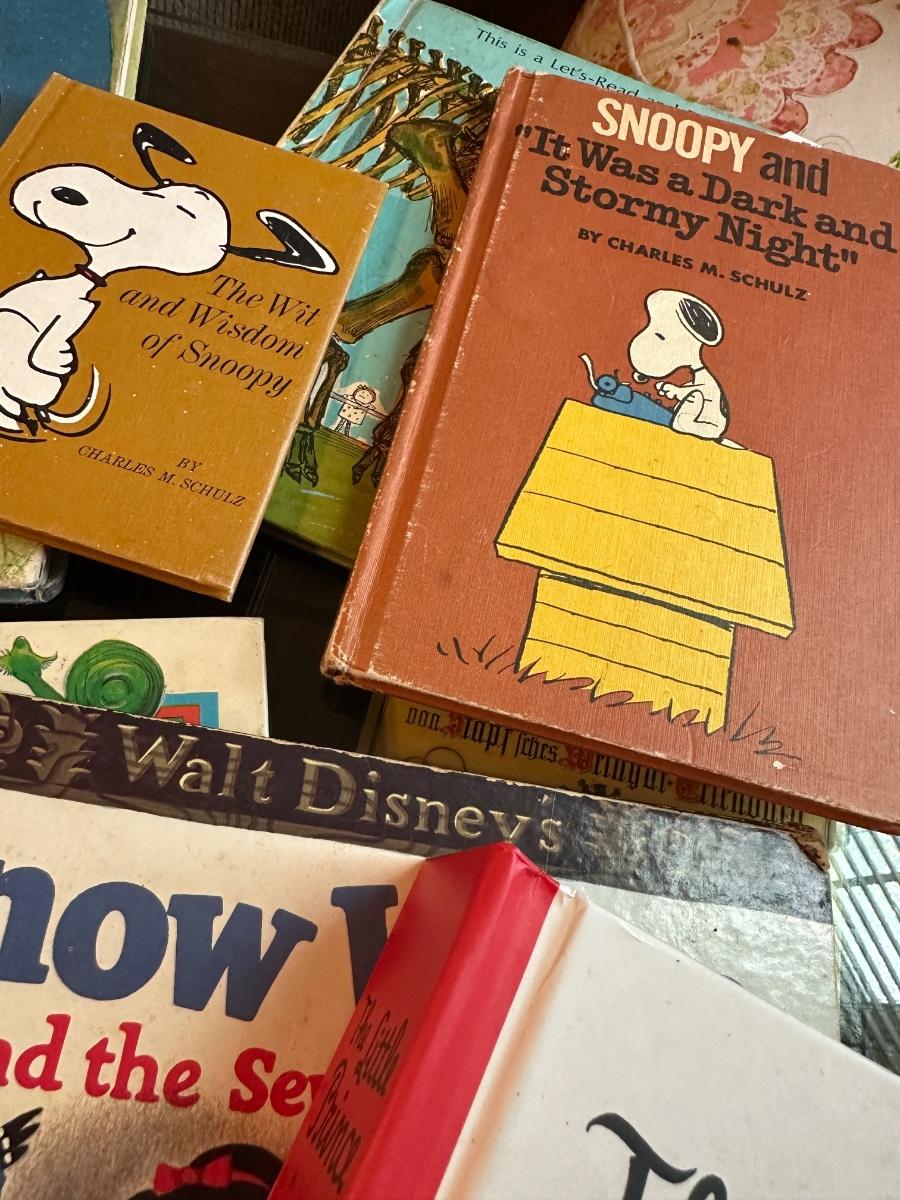 This is a Let's-Read
SNOOPY and
"It Was a Dark and
Stormy Night"
BY CHARLES M. SCHULZ
The Wit
and Wisdom
of Snoopy
BY
CHARLES M. SCHULZ
von
Walt Disney's
now
nd the Se
The Little
Prince